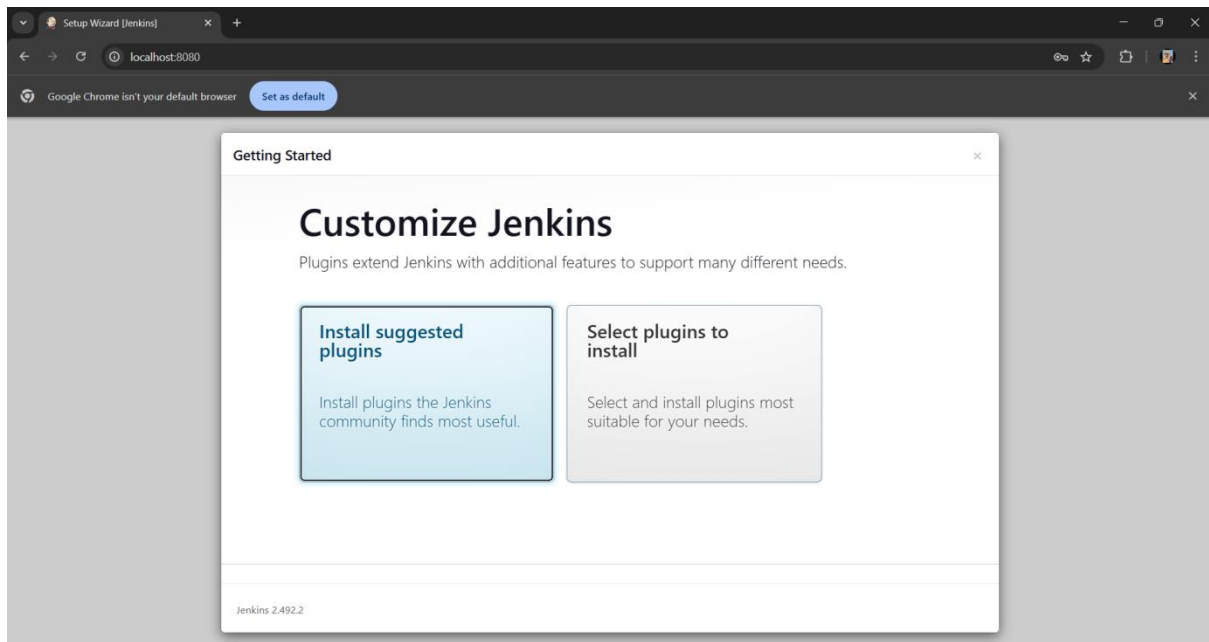 Setup Wizard [Jenkins]
localhost:8080
Google Chrome isn't your default browser
Set as default
Getting Started
Customize Jenkins
Plugins extend Jenkins with additional features to support many different needs.
Install suggested
plugins
Install plugins the Jenkins
community finds most useful.
Select plugins to
install
Select and install plugins most
suitable for your needs.
Jenkins 2.492.2